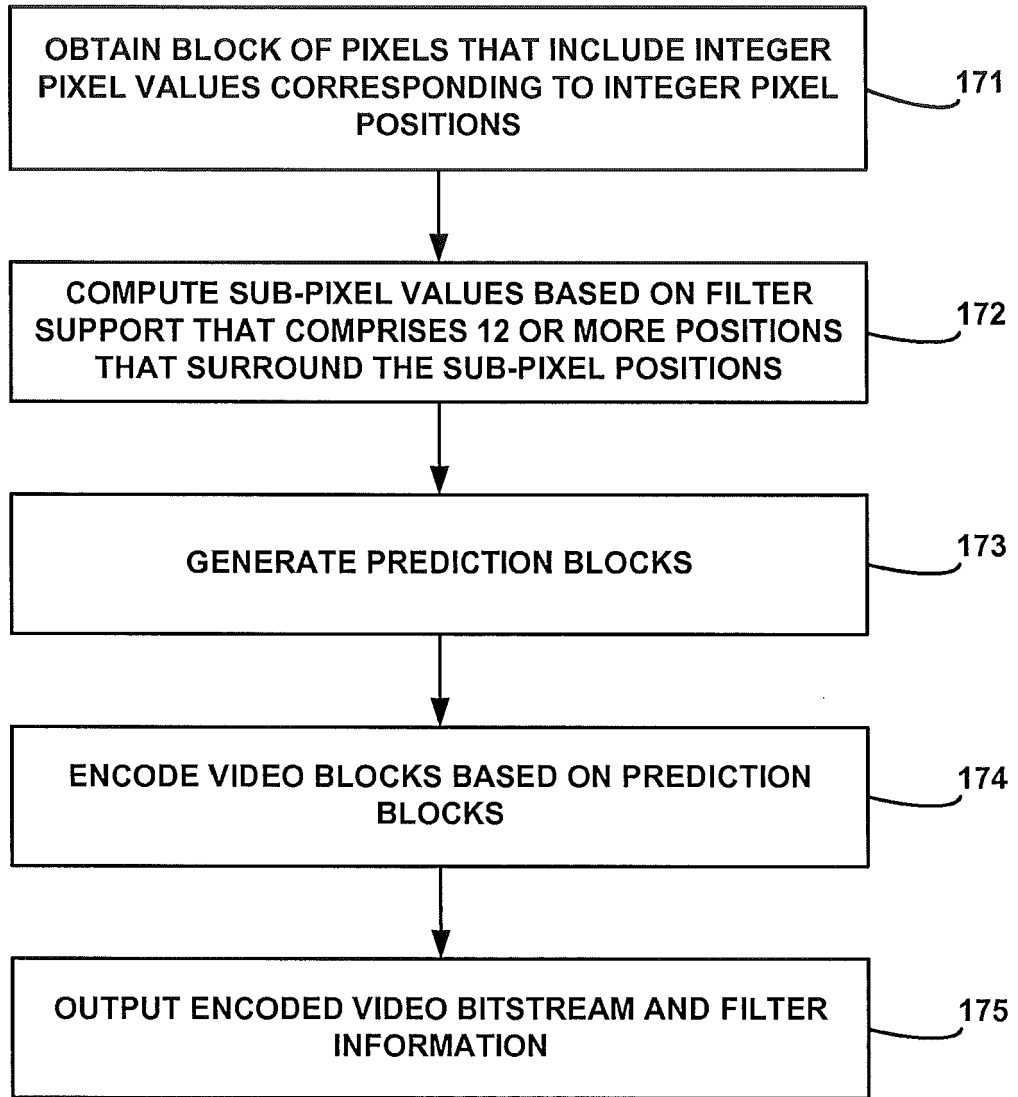 OBTAIN BLOCK OF PIXELS THAT INCLUDE INTEGER
PIXEL VALUES CORRESPONDING TO INTEGER PIXEL
POSITIONS
171
COMPUTE SUB-PIXEL VALUES BASED ON FILTER
SUPPORT THAT COMPRISES 12 OR MORE POSITIONS
THAT SURROUND THE SUB-PIXEL POSITIONS
172
GENERATE PREDICTION BLOCKS
173
ENCODE VIDEO BLOCKS BASED ON PREDICTION
BLOCKS
174
OUTPUT ENCODED VIDEO BITSTREAM AND FILTER
INFORMATION
175